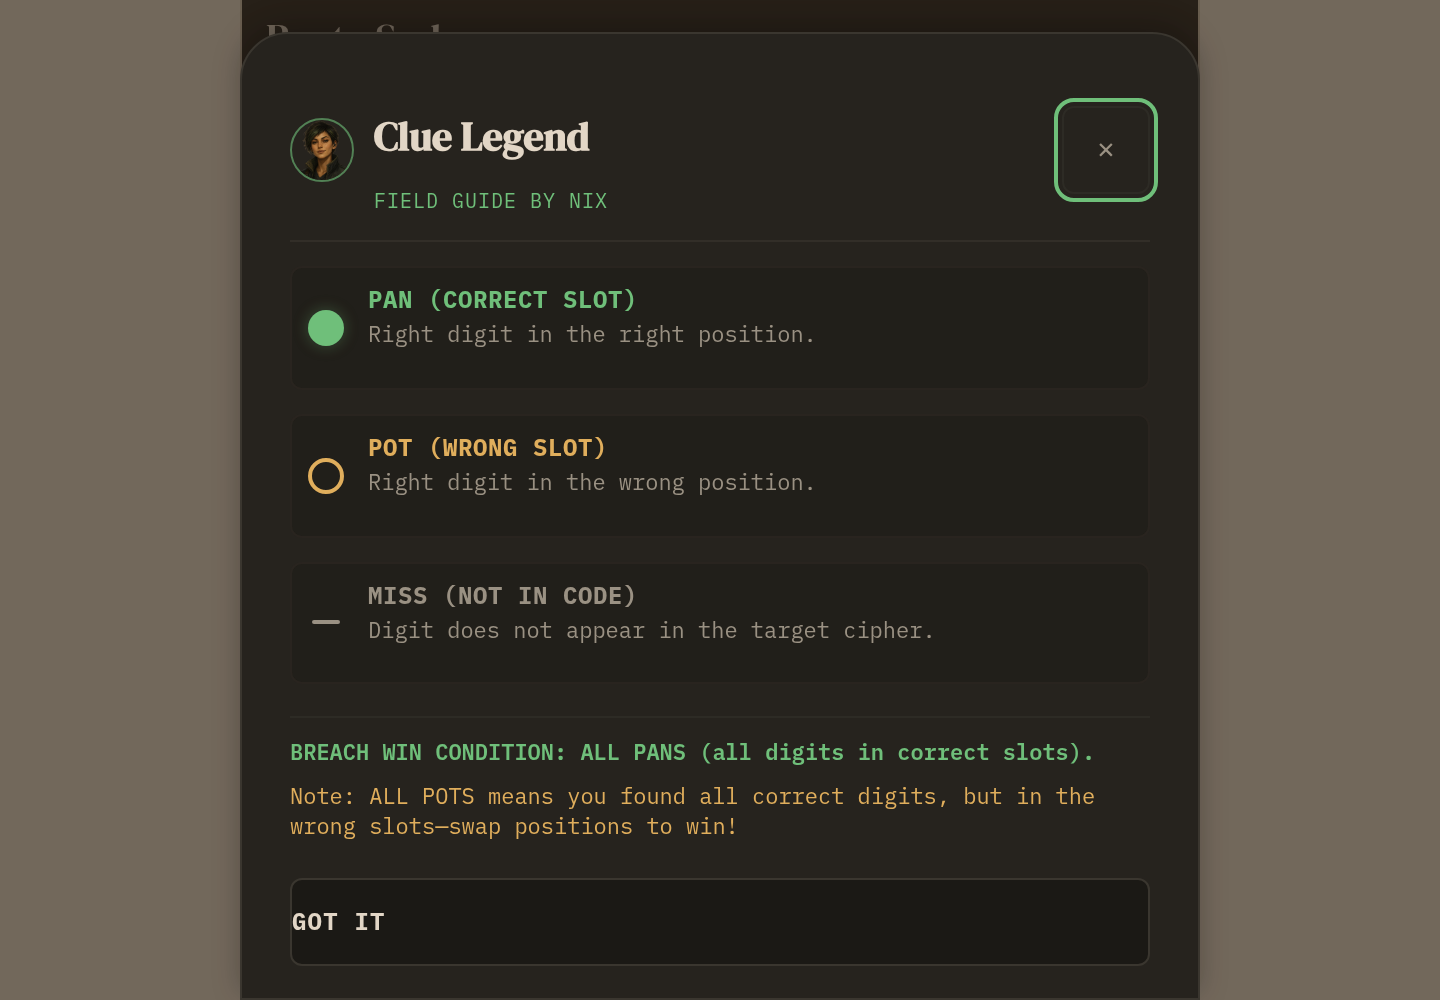 Clue Legend
×
FIELD GUIDE BY NIX
PAN (CORRECT SLOT)
Right digit in the right position.
POT (WRONG SLOT)
Right digit in the wrong position.
MISS (NOT IN CODE)
Digit does not appear in the target cipher.
BREACH WIN CONDITION: ALL PANS (all digits in correct slots).
Note: ALL POTS means you found all correct digits, but in the
wrong slots—swap positions to win!
GOT IT